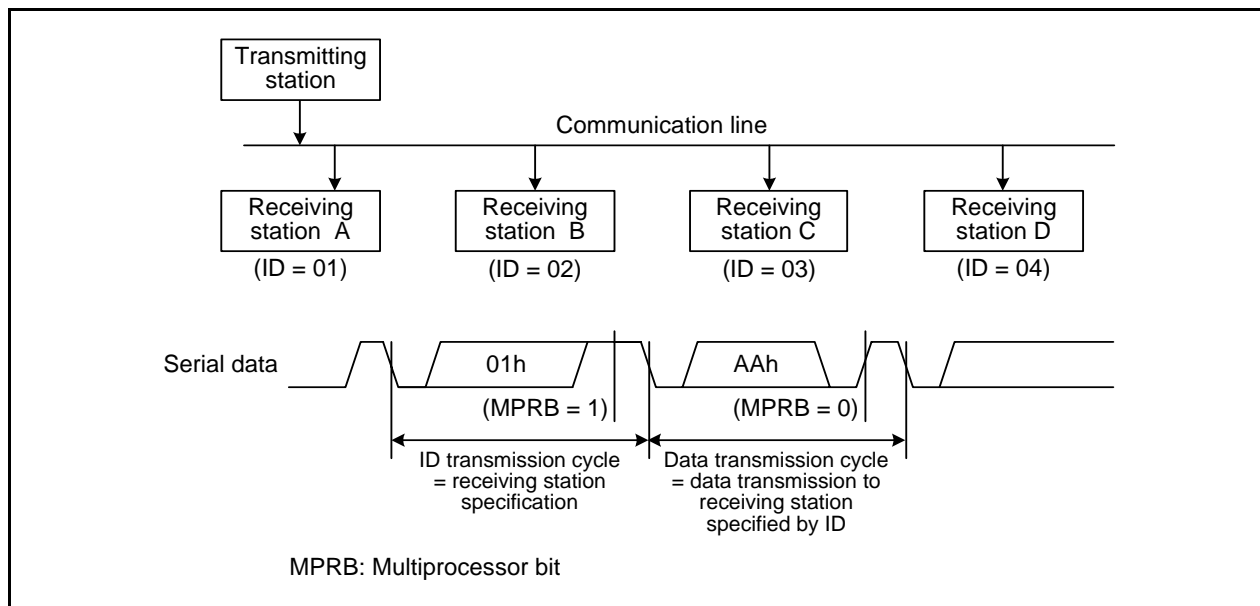 Transmitting
station
Communication line
Receiving
station A
(ID = 01)
Receiving
station B
(ID = 02)
Receiving
station C
(ID = 03)
Receiving
station D
(ID = 04)
Serial data
01h
AAh
(MPRB = 1)
(MPRB = 0)
ID transmission cycle
= receiving station
specification
Data transmission cycle
= data transmission to
receiving station
specified by ID
MPRB: Multiprocessor bit